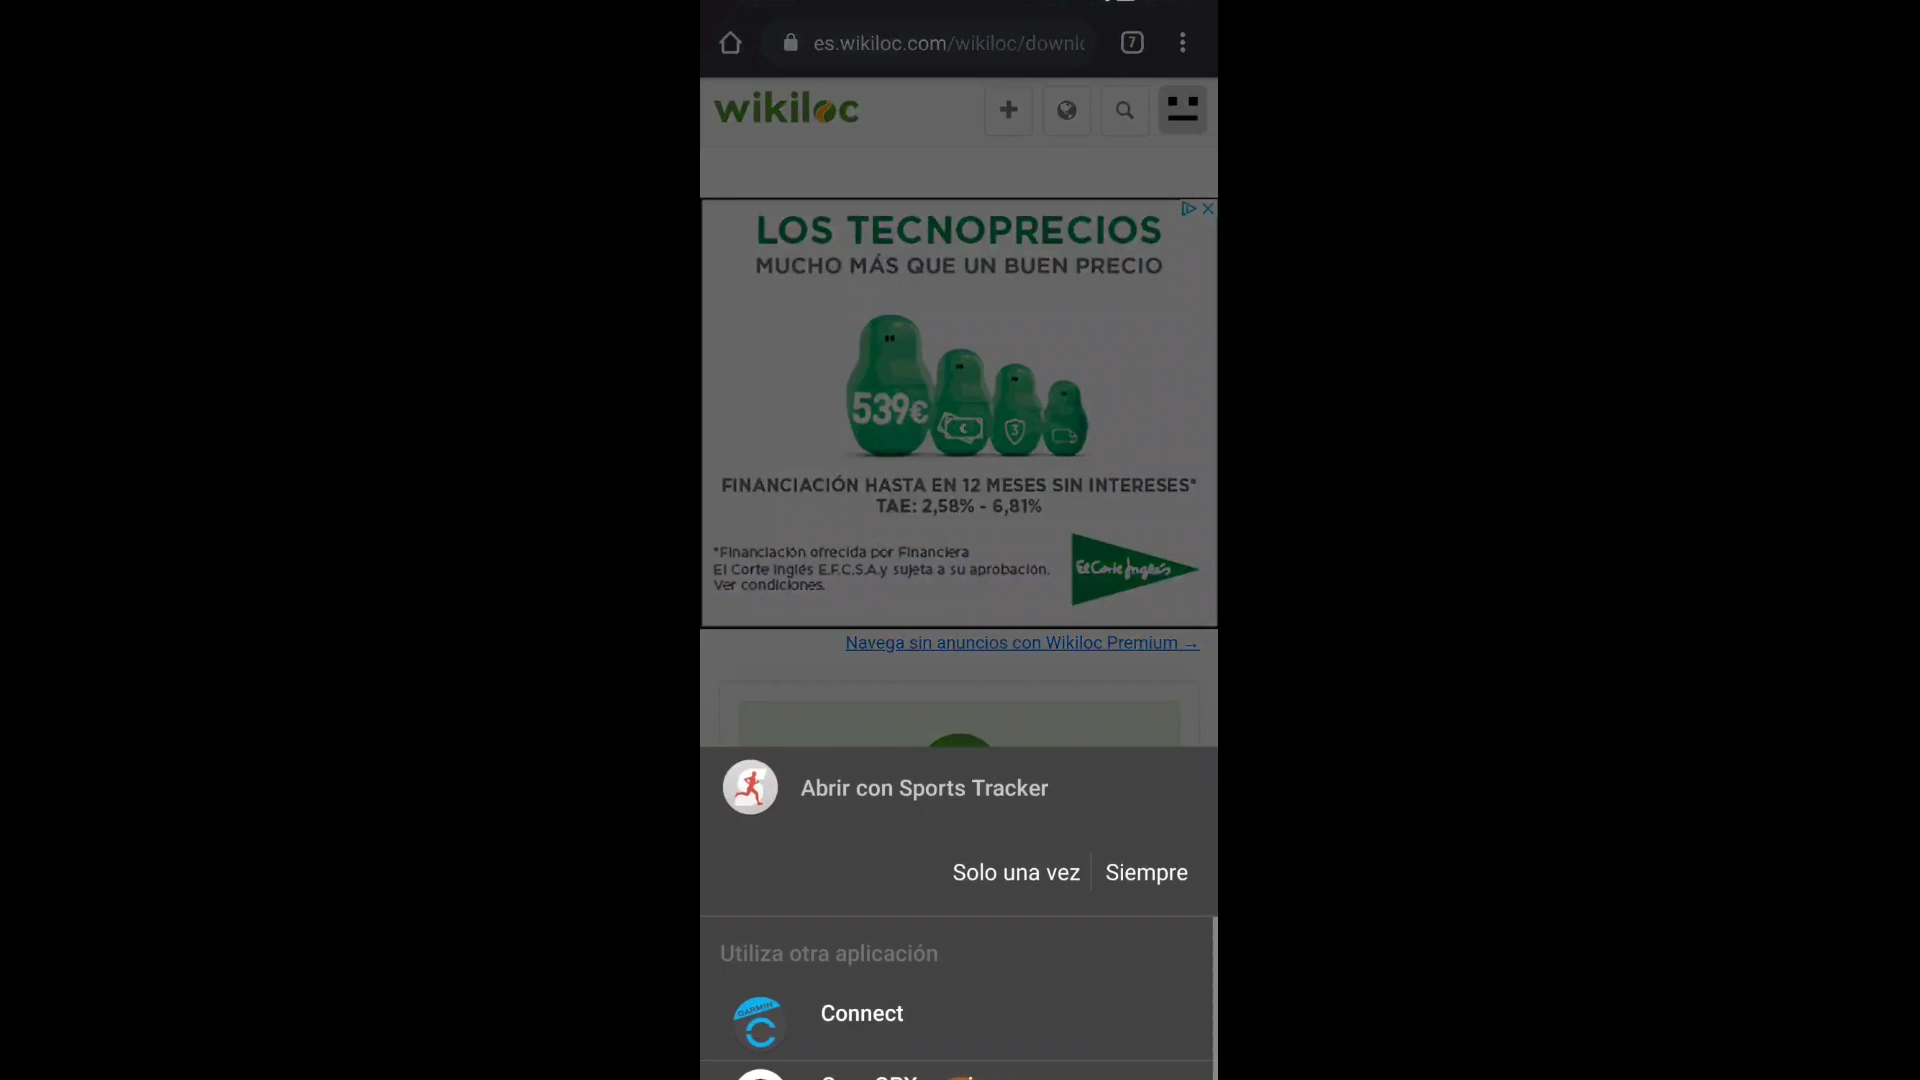 es.wikiloc.com/wikiloc/downlo
7
wikiloc
LOS TECNOPRECIOS
MUCHO MÁS QUE UN BUEN PRECIO
539€
€
3
FINANCIACIÓN HASTA EN 12 MESES SIN INTERESES*
TAE: 2,58% - 6,81%
*Financiación ofrecida por Financiera
El Corte Inglés E.F.C.S.A.y sujeta a su aprobación.
Ver condiciones.
El Corte Inglés
Navega sin anuncios con Wikiloc Premium →
Abrir con Sports Tracker
Solo una vez
Siempre
Utiliza otra aplicación
GARMIN
Connect